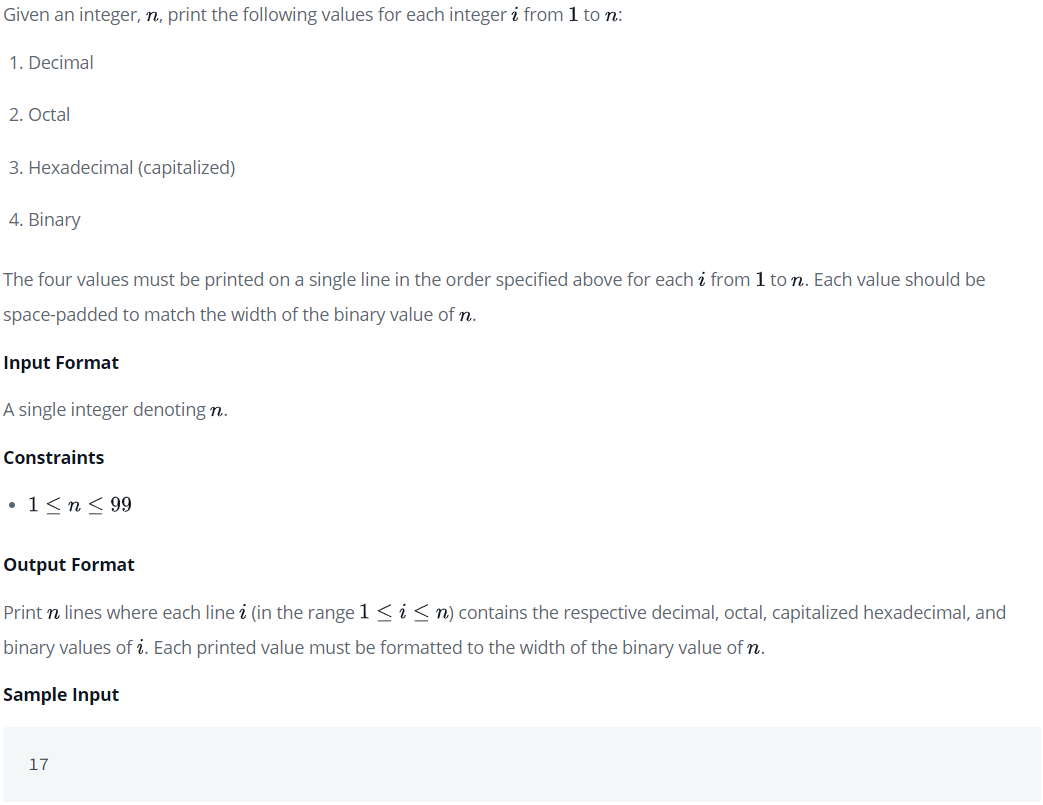 Given an integer, n, print the following values for each integer i from 1 to n:
1. Decimal
2. Octal
3. Hexadecimal (capitalized)
4. Binary
The four values must be printed on a single line in the order specified above for each i from 1 to n. Each value should be
space-padded to match the width of the binary value of n.
Input Format
A single integer denoting n.
Constraints
• 1 ≤ n ≤ 99
Output Format
Print n lines where each line i (in the range 1 ≤ i ≤ n) contains the respective decimal, octal, capitalized hexadecimal, and
binary values of i. Each printed value must be formatted to the width of the binary value of n.
Sample Input
17